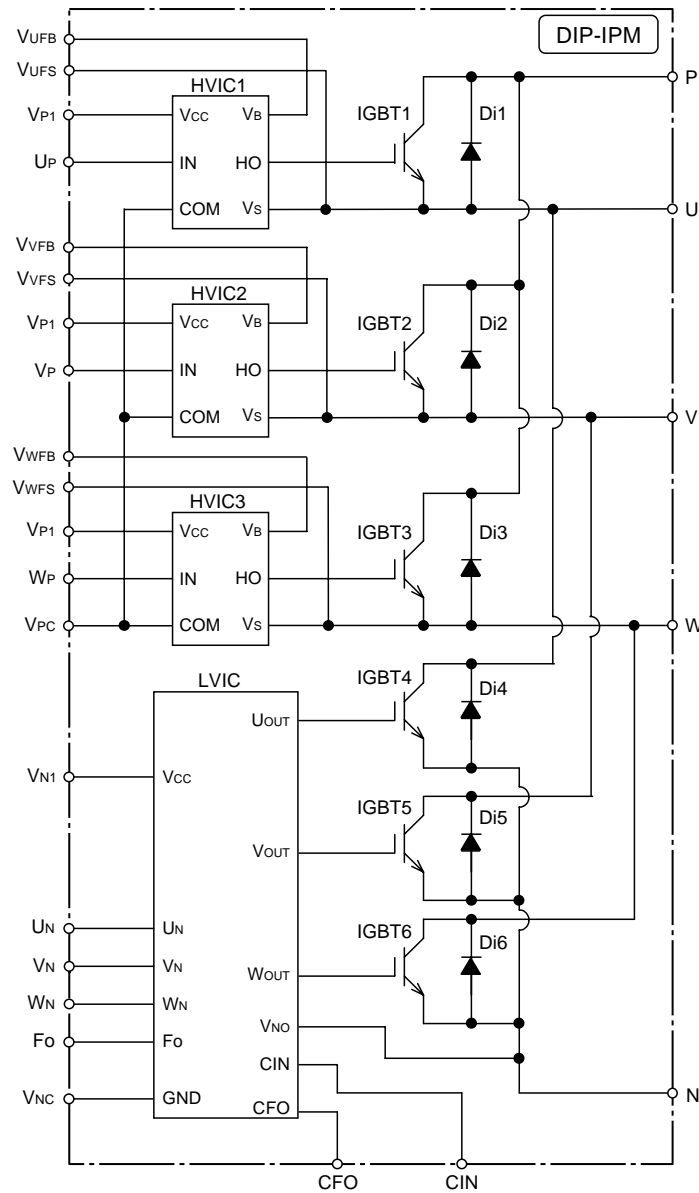 DIP-IPM
VUFB
VUFS
HVIC1
P
VP1
VCC
VB
IGBT1
Di1
UP
IN
HO
COM
VS
U
VVFB
VVFS
HVIC2
VP1
VCC
VB
IGBT2
Di2
VP
IN
HO
COM
VS
V
VWFB
VWFS
HVIC3
VP1
VCC
VB
IGBT3
Di3
WP
IN
HO
VPC
COM
VS
W
LVIC
IGBT4
Di4
UOUT
VN1
VCC
IGBT5
Di5
VOUT
UN
UN
IGBT6
Di6
VN
VN
WOUT
WN
WN
VNO
Fo
Fo
CIN
VNC
GND
CFO
N
CFO
CIN